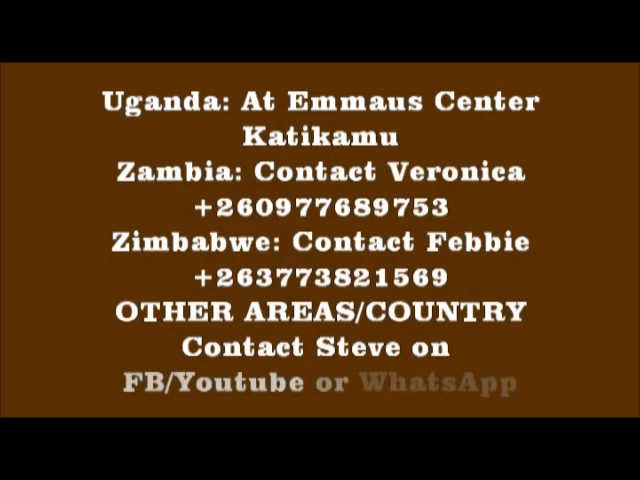 Uganda: At Emmaus Center
Katikamu
Zambia: Contact Veronica
+260977689753
Zimbabwe: Contact Febbie
+263773821569
OTHER AREAS/COUNTRY
Contact Steve on
FB/Youtube or WhatsApp